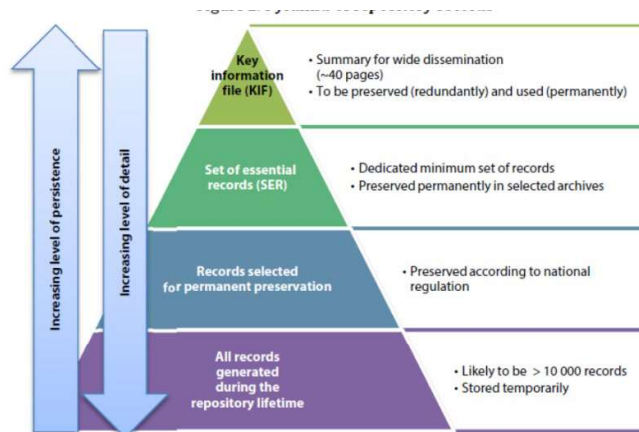 Key
information
file (KIF)
• Summary for wide dissemination
(~40 pages)
• To be preserved (redundantly) and used (permanently)
Set of essential
records (SER)
• Dedicated minimum set of records
• Preserved permanently in selected archives
Records selected
for permanent preservation
• Preserved according to national
regulation
All records
generated
during the
repository lifetime
• Likely to be > 10 000 records
• Stored temporarily
Increasing level of persistence
Increasing level of detail